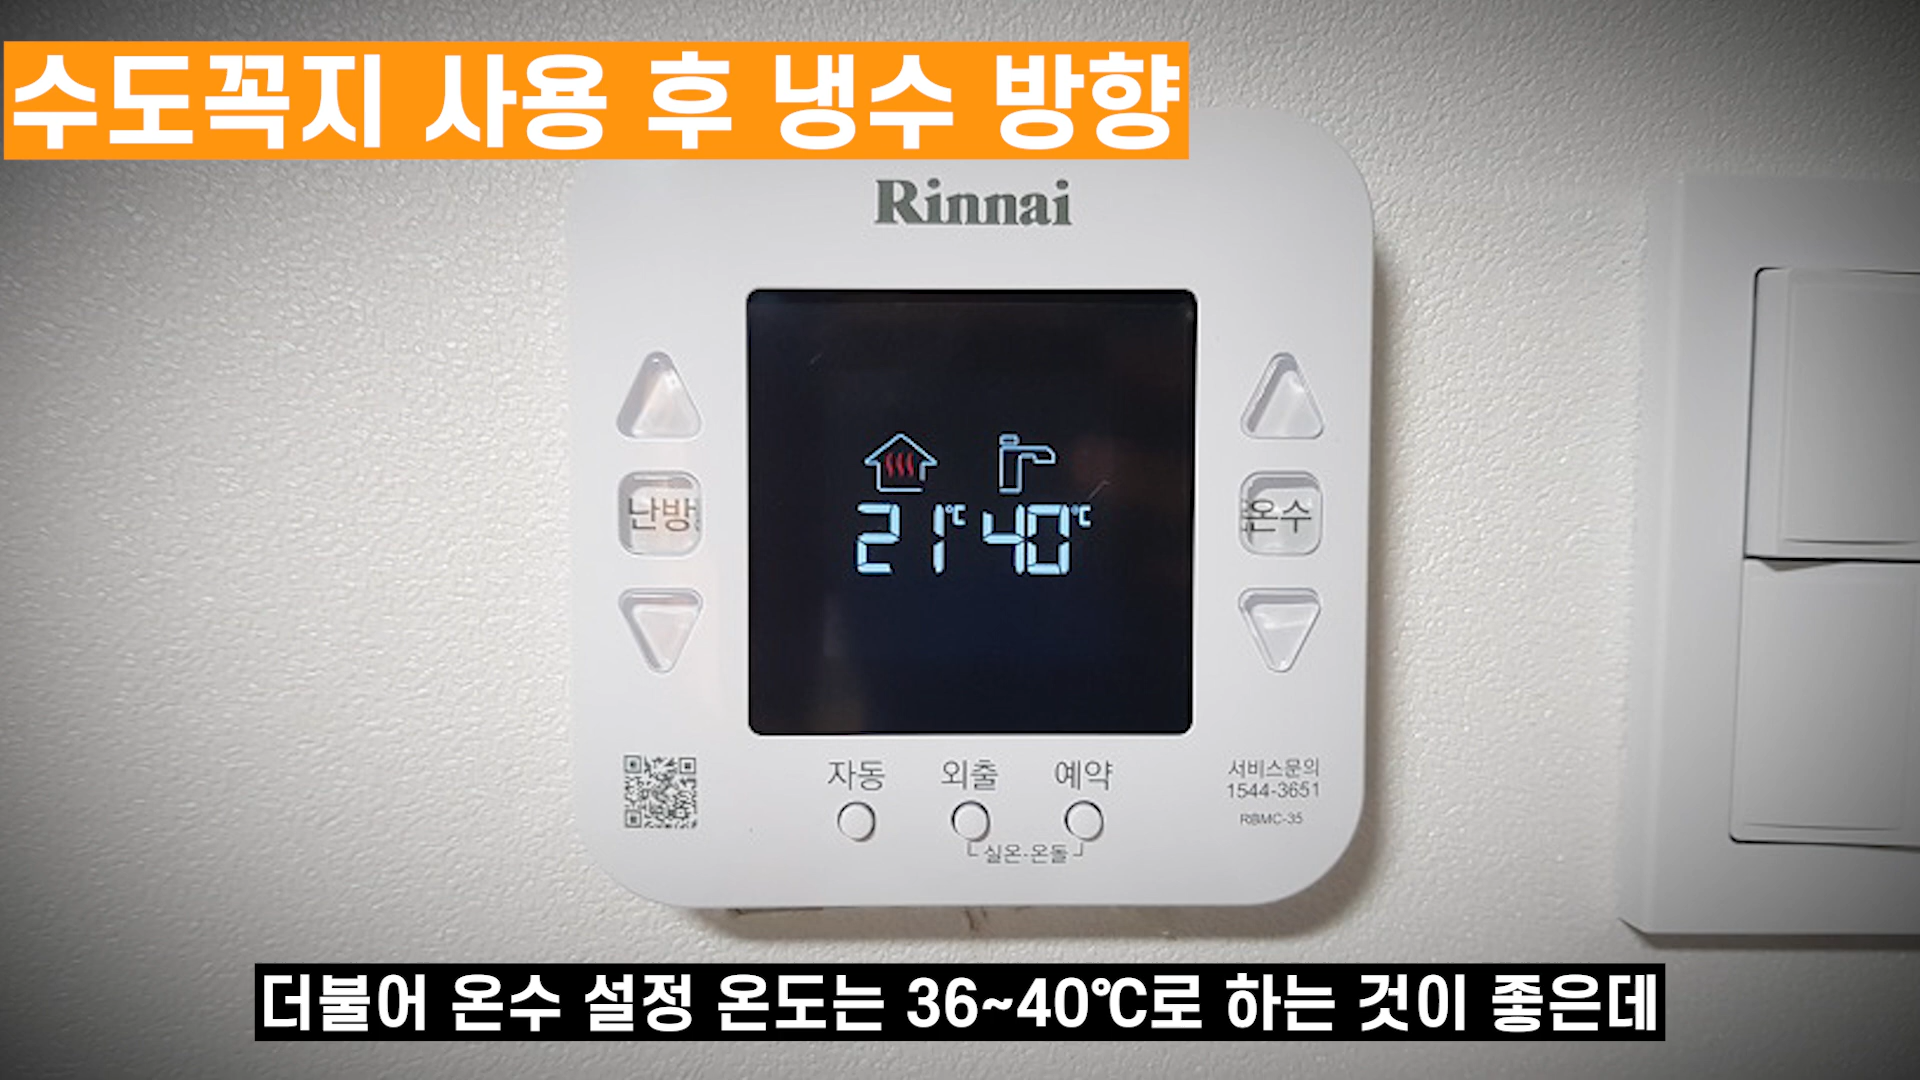 수도꼭지 사용 후 냉수 방향
Rinnai
난방
온수
21℃ 40℃
자동 외출 예약
실온·온돌
서비스문의
1544-3651
RBMC-35
더불어 온수 설정 온도는 36~40℃로 하는 것이 좋은데